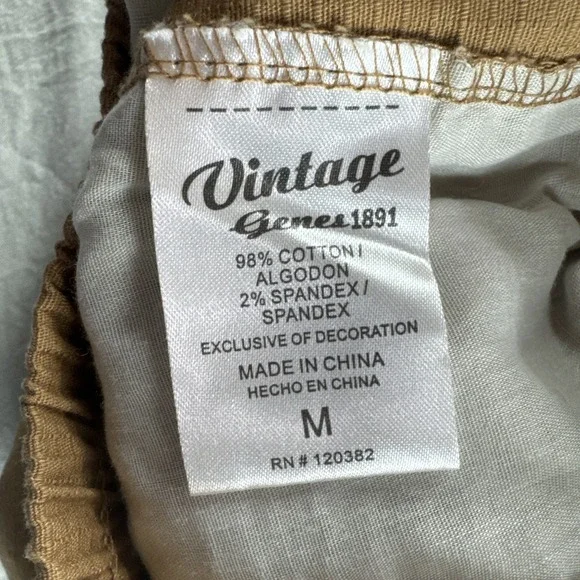 Vintage
Genes 1891
98% COTTON /
ALGODON
2% SPANDEX /
SPANDEX
EXCLUSIVE OF DECORATION
MADE IN CHINA
HECHO EN CHINA
M
RN # 120382